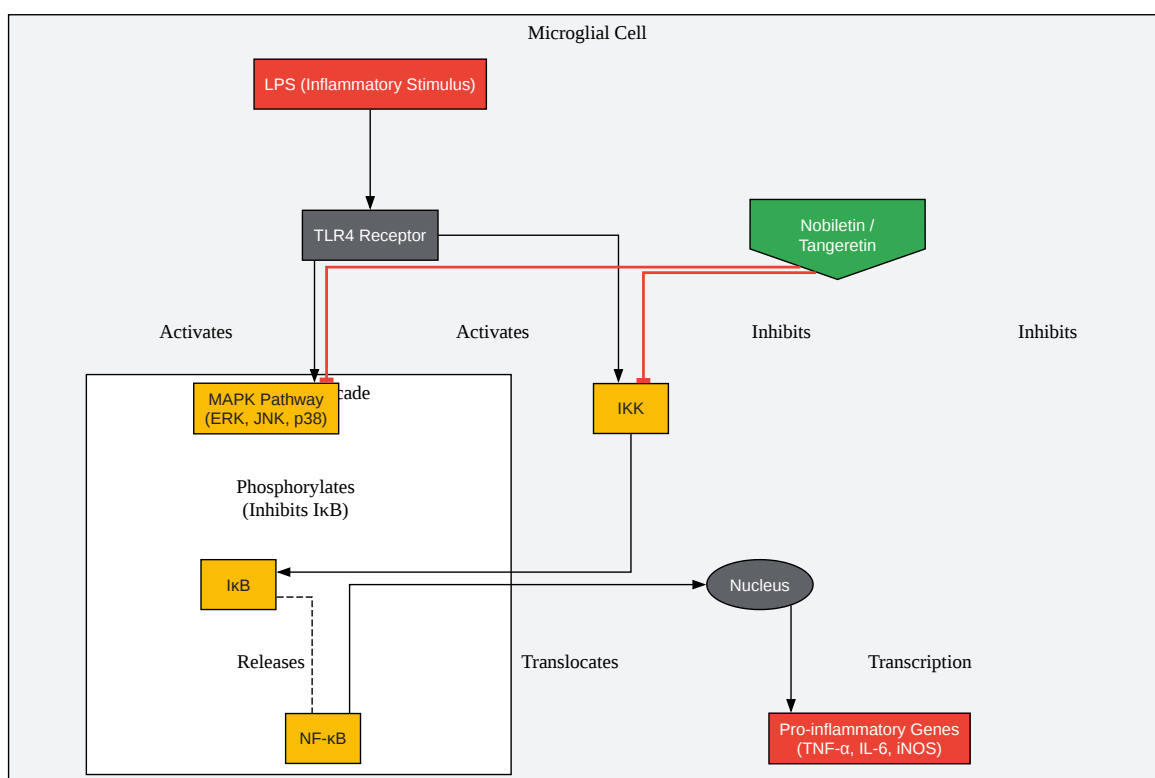 Microglial Cell
LPS (Inflammatory Stimulus)
TLR4 Receptor
Nobiletin /
Tangeretin
Activates
Activates
Inhibits
Inhibits
MAPK Pathway
(ERK, JNK, p38)
cade
IKK
Phosphorylates
(Inhibits IκB)
IκB
Nucleus
Releases
Translocates
Transcription
NF-κB
Pro-inflammatory Genes
(TNF-α, IL-6, iNOS)